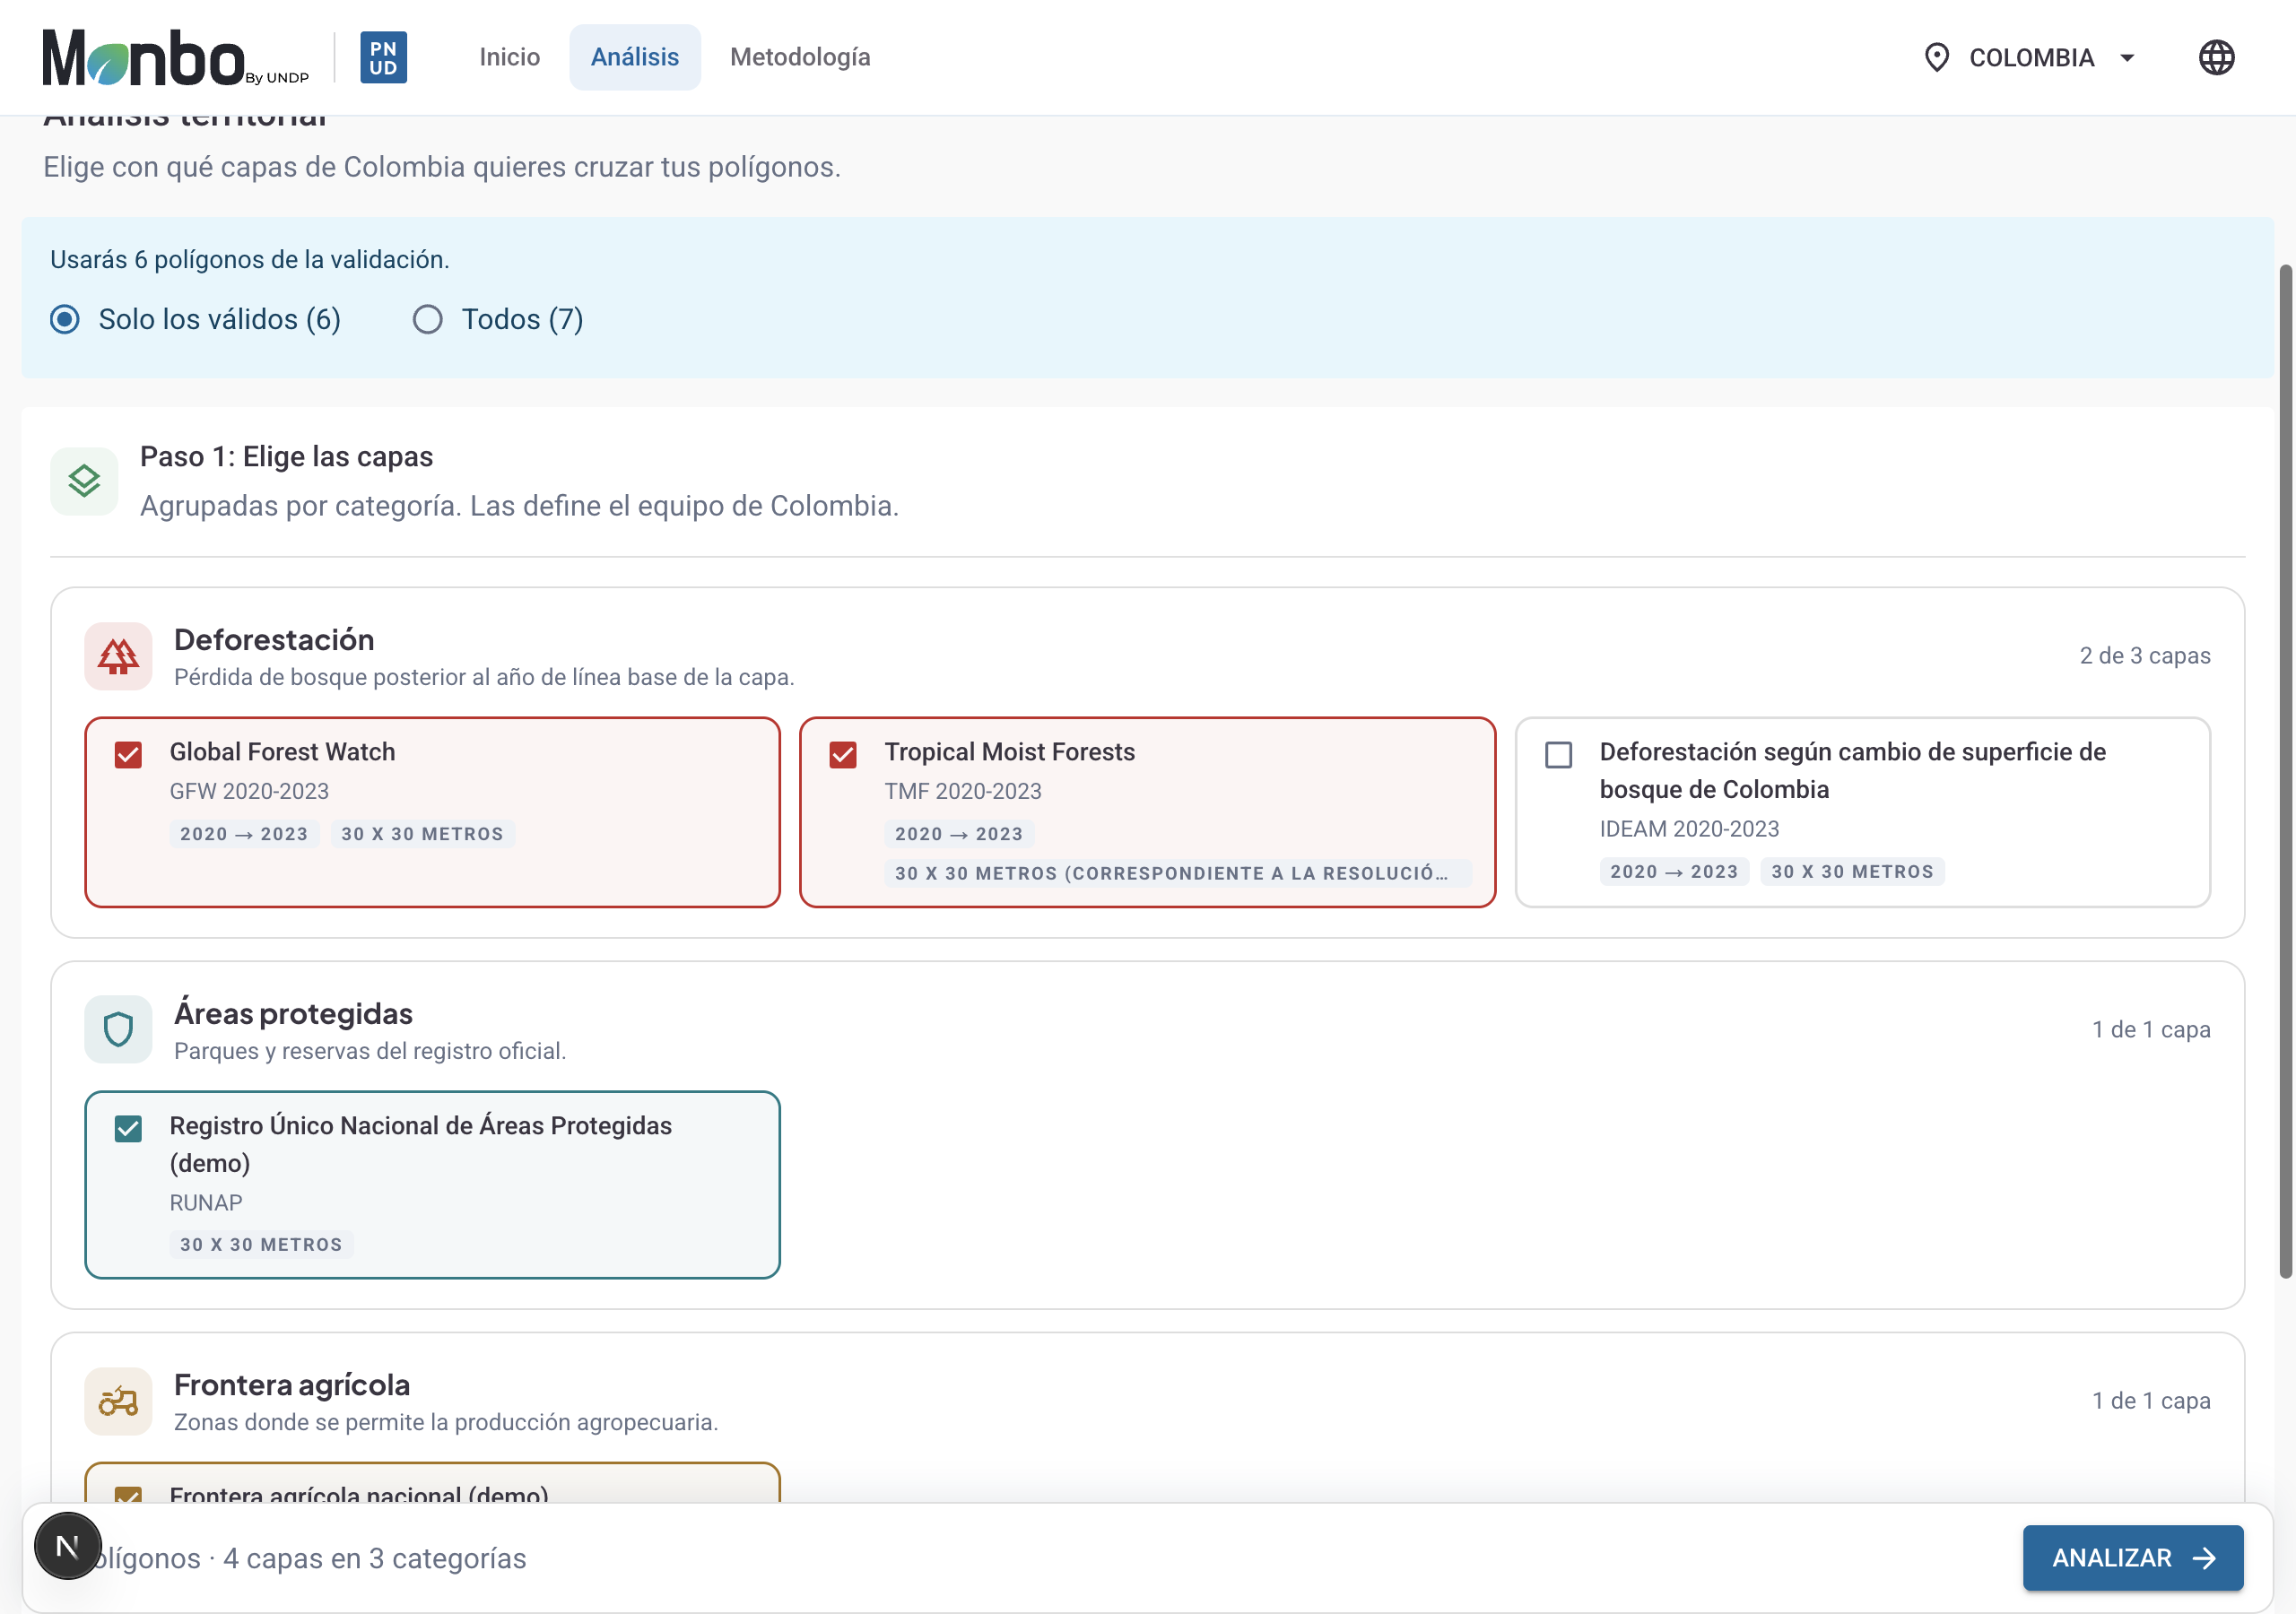 Monbo By UNDP
PN
UD
Inicio
Análisis
Metodología
COLOMBIA
Análisis territorial
Elige con qué capas de Colombia quieres cruzar tus polígonos.
Usarás 6 polígonos de la validación.
Solo los válidos (6)
Todos (7)
Paso 1: Elige las capas
Agrupadas por categoría. Las define el equipo de Colombia.
Deforestación
Pérdida de bosque posterior al año de línea base de la capa.
2 de 3 capas
Global Forest Watch
GFW 2020-2023
2020 → 2023
30 X 30 METROS
Tropical Moist Forests
TMF 2020-2023
2020 → 2023
30 X 30 METROS (CORRESPONDIENTE A LA RESOLUCIÓ…
Deforestación según cambio de superficie de
bosque de Colombia
IDEAM 2020-2023
2020 → 2023
30 X 30 METROS
Áreas protegidas
Parques y reservas del registro oficial.
1 de 1 capa
Registro Único Nacional de Áreas Protegidas
(demo)
RUNAP
30 X 30 METROS
Frontera agrícola
Zonas donde se permite la producción agropecuaria.
1 de 1 capa
Frontera agrícola nacional (demo)
N
olígonos · 4 capas en 3 categorías
ANALIZAR